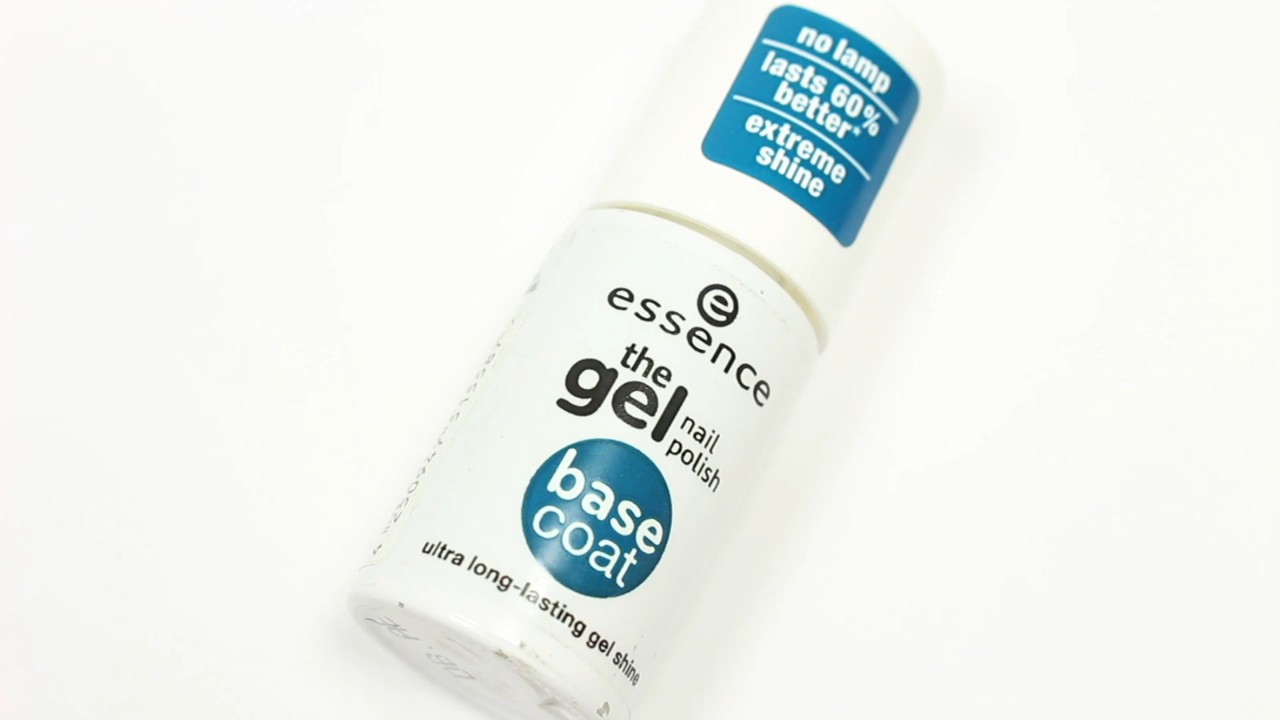 no lamp
lasts 60%
better*
extreme
shine
e
essence
the
gel
nail
polish
base
coat
ultra long-lasting gel shine